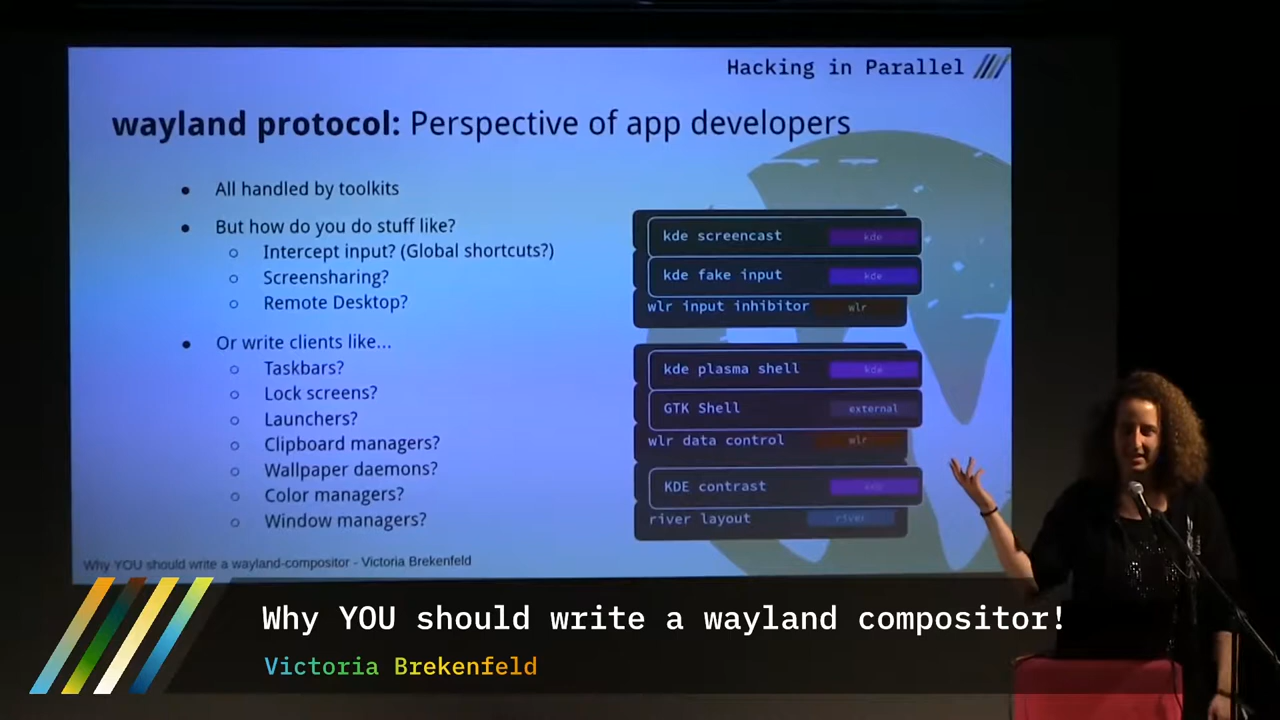 Hacking in Parallel
wayland protocol: Perspective of app developers
All handled by toolkits
But how do you do stuff like?
Intercept input? (Global shortcuts?)
Screensharing?
Remote Desktop?
Or write clients like...
Taskbars?
Lock screens?
Launchers?
Clipboard managers?
Wallpaper daemons?
Color managers?
Window managers?
kde screencast kde
kde fake input kde
wlr input inhibitor wlr
kde plasma shell kde
GTK Shell external
wlr data control wlr
KDE contrast
river layout river
Why YOU should write a wayland-compositor - Victoria Brekenfeld
Why YOU should write a wayland compositor!
Victoria Brekenfeld